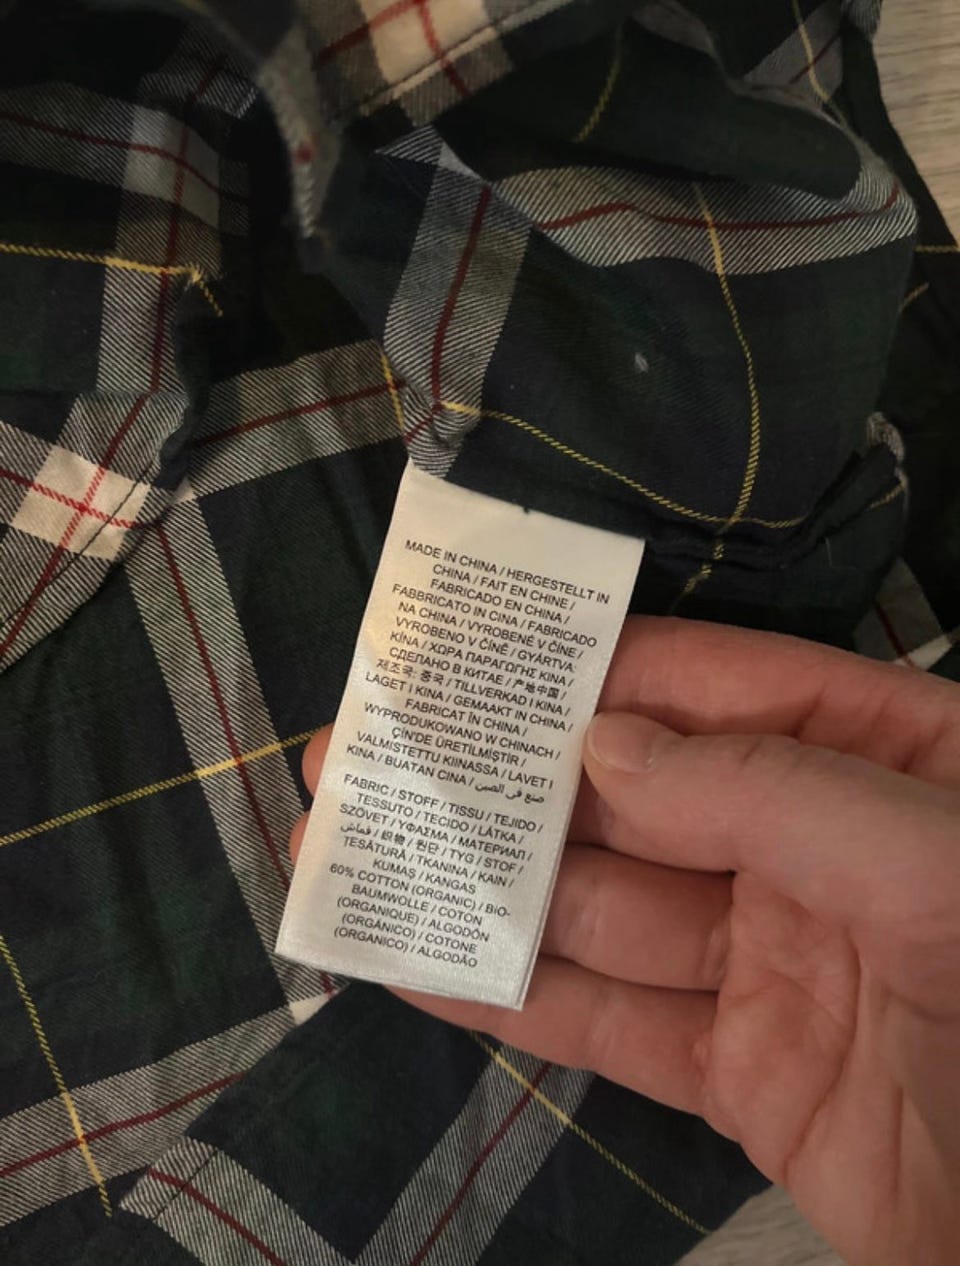 MADE IN CHINA / HERGESTELLT IN
CHINA / FAIT EN CHINE /
FABRICADO EN CHINA /
FABBRICATO IN CINA / FABRICADO
NA CHINA / VYROBENÉ V ČÍNE /
VYROBENO V ČÍNĚ / GYÁRTVA:
KÍNA / ΧΩΡΑ ΠΑΡΑΓΩΓΗΣ ΚΙΝΑ /
СДЕЛАНО В КИТАЕ / 产地中国 /
제조국: 중국 / TILLVERKAD I KINA /
LAGET I KINA / GEMAAKT IN CHINA /
FABRICAT ÎN CHINA /
WYPRODUKOWANO W CHINACH /
ÇİN'DE ÜRETİLMİŞTİR /
VALMISTETTU KIINASSA / LAVET I
KINA / BUATAN CINA / صنع في الصين
FABRIC / STOFF / TISSU / TEJIDO /
TESSUTO / TECIDO / LÁTKA /
SZÖVET / ΥΦΑΣΜΑ / МАТЕРИАЛ /
قماش / 织物 / 원단 / TYG / STOF /
TESĂTURĂ / TKANINA / KAIN /
KUMAŞ / KANGAS
60% COTTON (ORGANIC) / BIO-
BAUMWOLLE / COTON
(ORGANIQUE) / ALGODÓN
(ORGÁNICO) / COTONE
(ORGANICO) / ALGODÃO